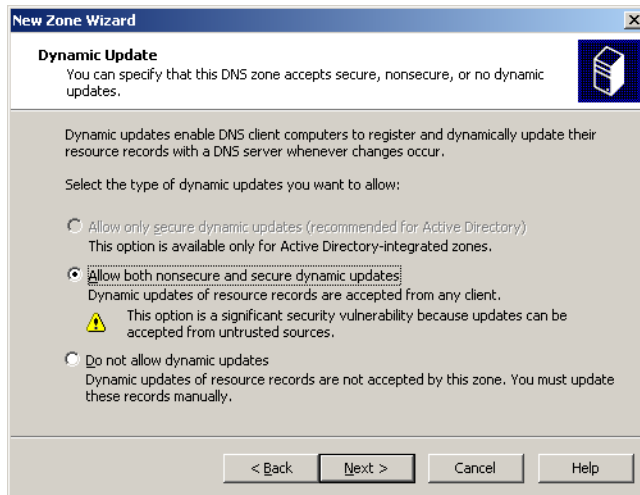 New Zone Wizard
Dynamic Update
You can specify that this DNS zone accepts secure, nonsecure, or no dynamic
updates.
Dynamic updates enable DNS client computers to register and dynamically update their
resource records with a DNS server whenever changes occur.
Select the type of dynamic updates you want to allow:
Allow only secure dynamic updates (recommended for Active Directory)
This option is available only for Active Directory-integrated zones.
Allow both nonsecure and secure dynamic updates
Dynamic updates of resource records are accepted from any client.
This option is a significant security vulnerability because updates can be
accepted from untrusted sources.
Do not allow dynamic updates
Dynamic updates of resource records are not accepted by this zone. You must update
these records manually.
< Back Next > Cancel Help